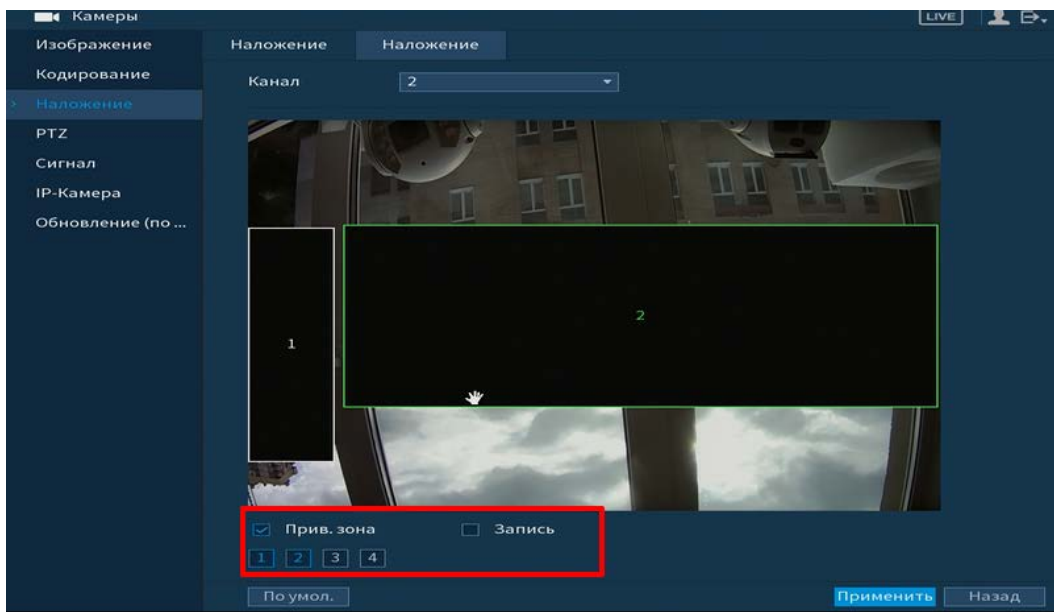 Камеры LIVE
Изображение
Кодирование
Наложение
PTZ
Сигнал
IP-Камера
Обновление (по ...
Наложение Наложение
Канал 2
1
2
Прив. зона Запись
1 2 3 4
По умол. Применить Назад